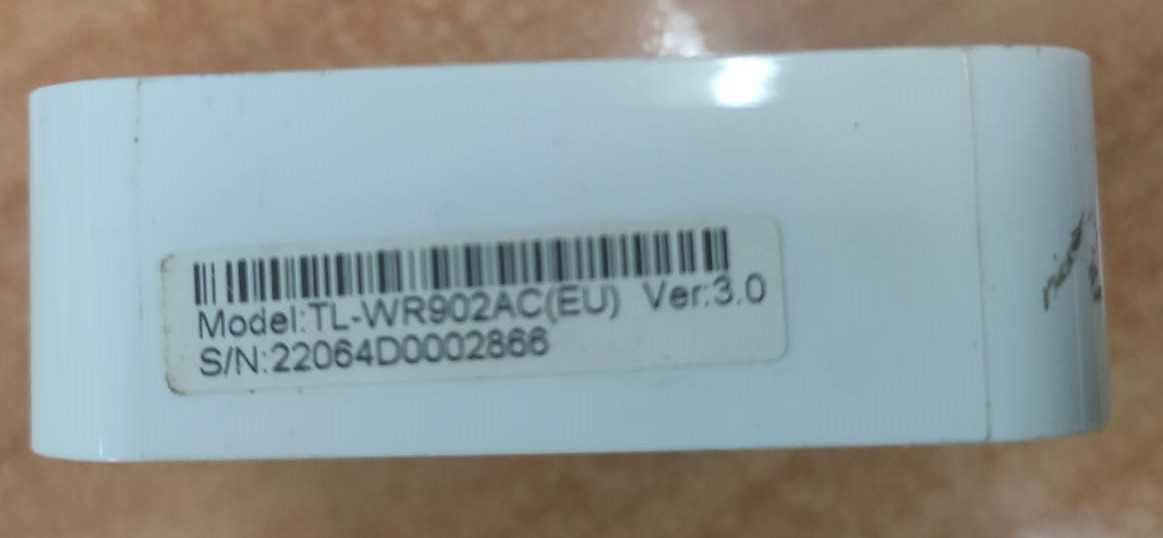 Model:TL-WR902AC(EU) Ver:3.0
S/N:22064D0002866